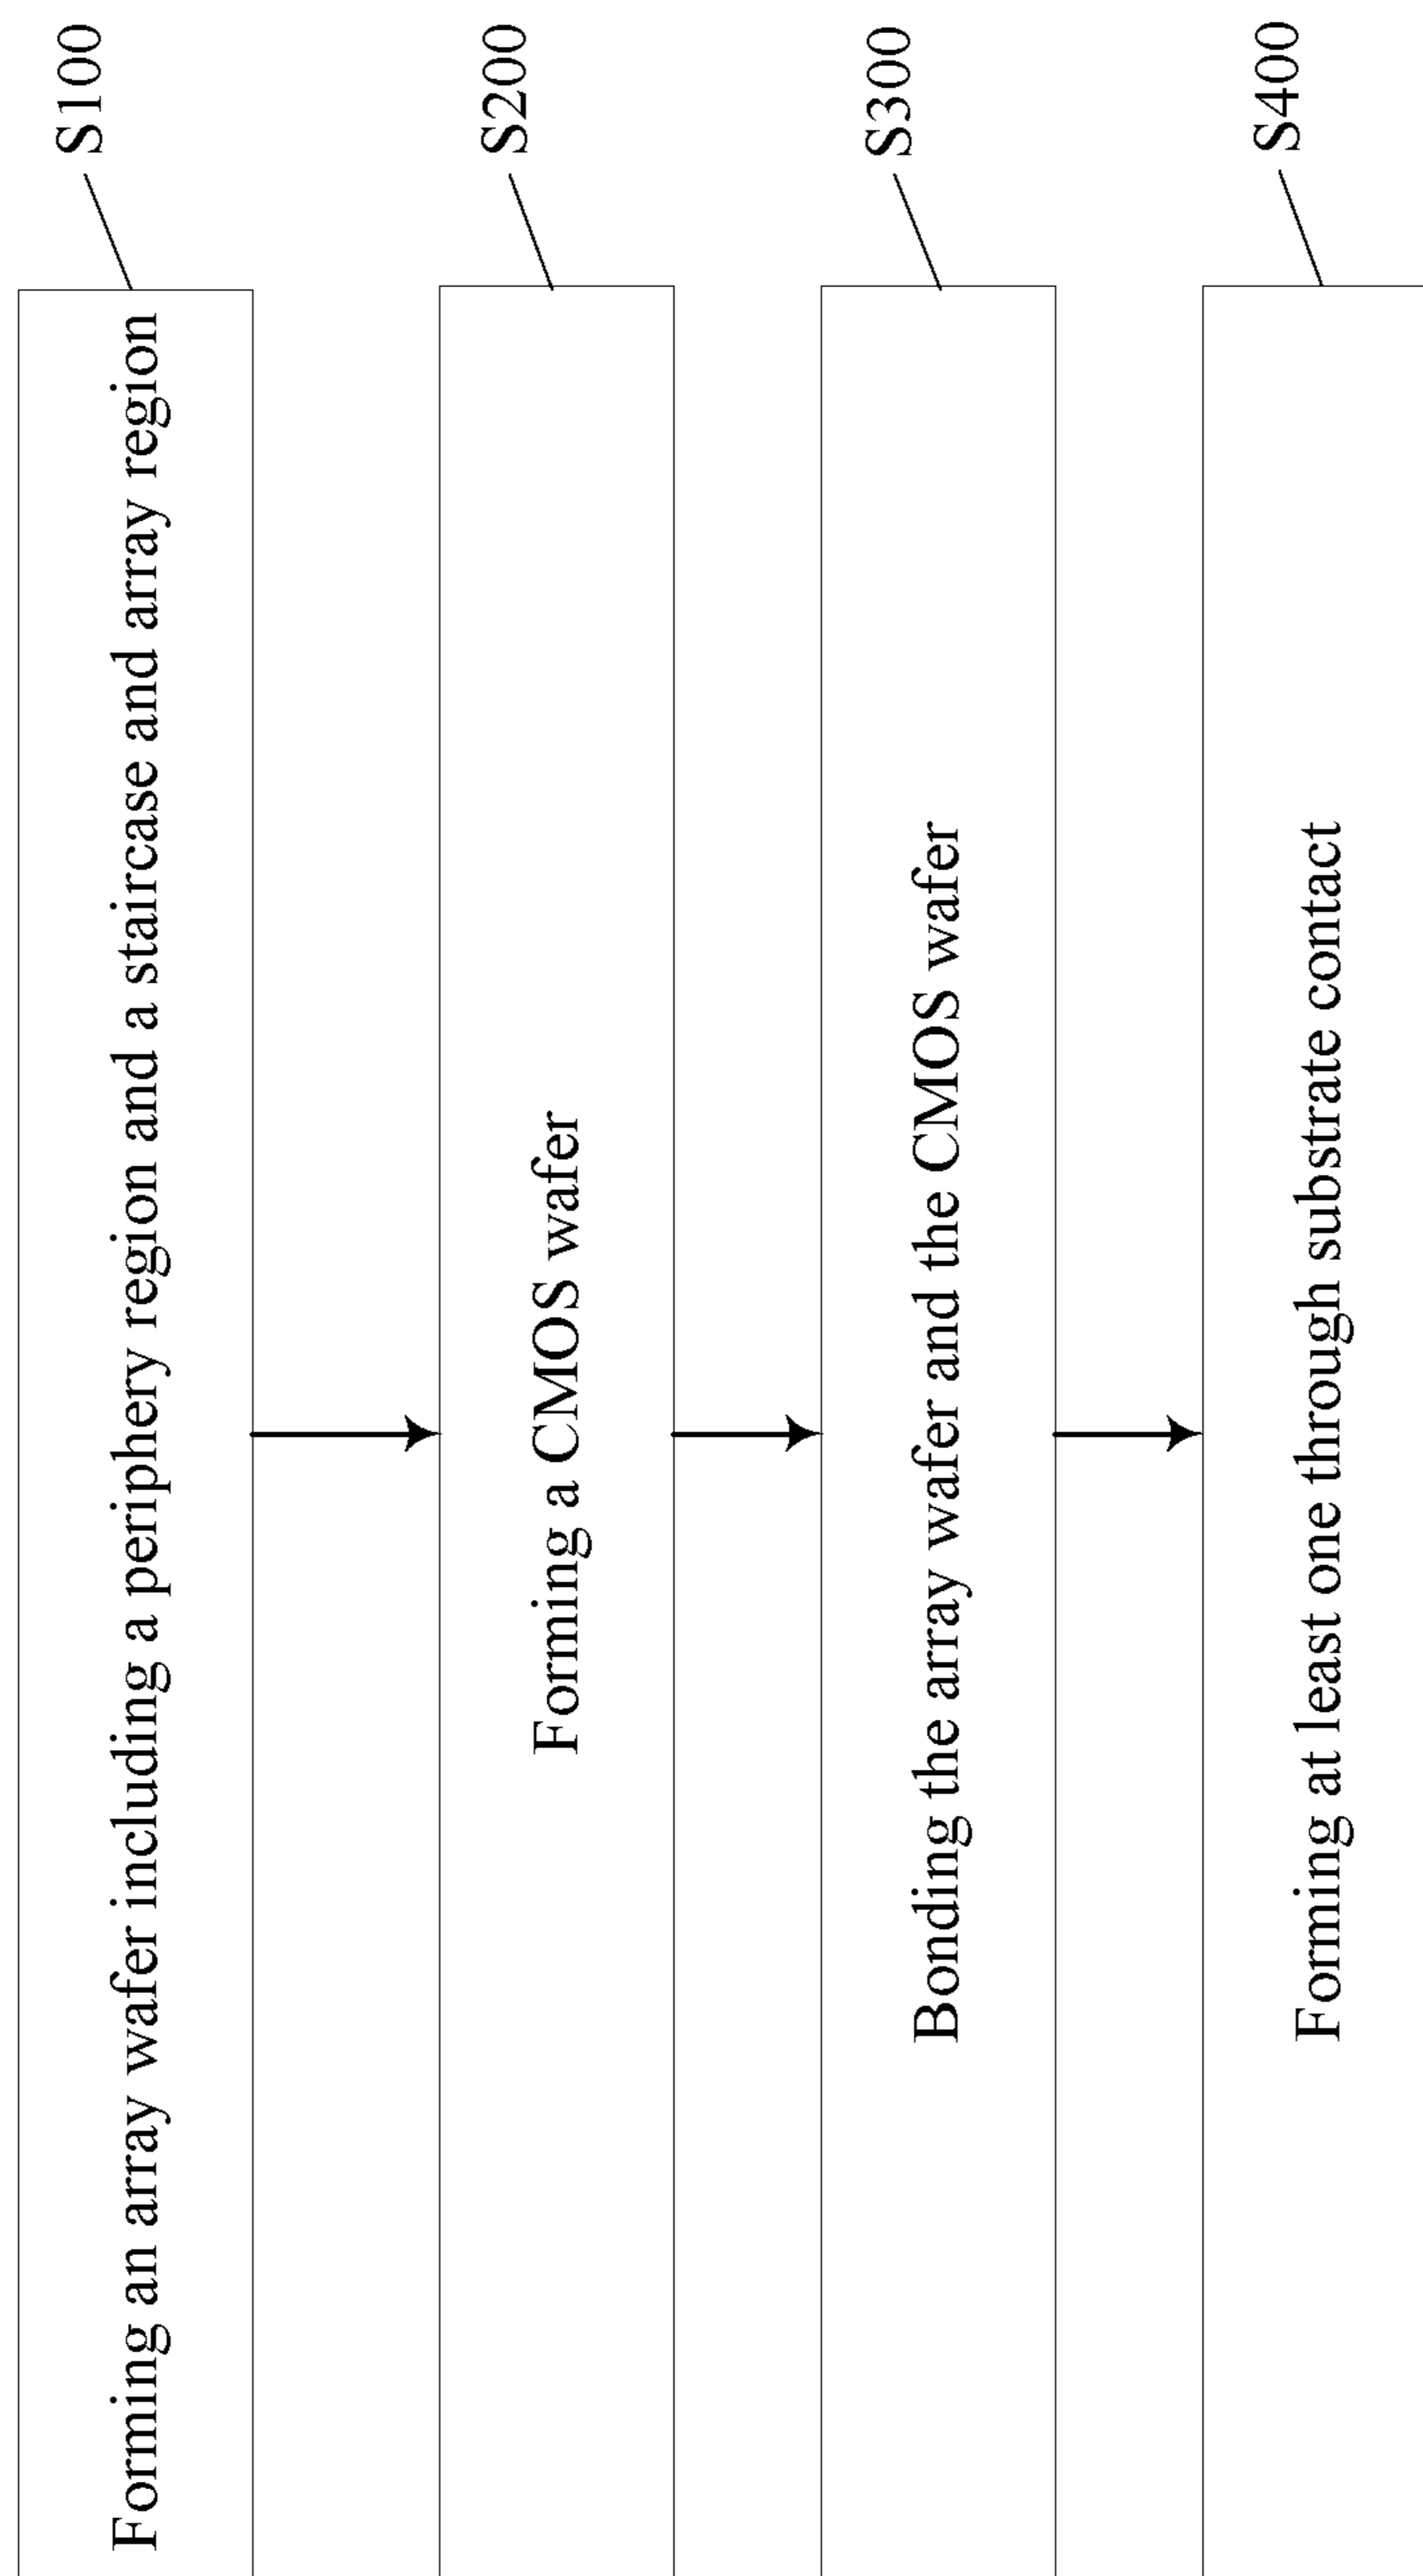 Forming an array wafer including a periphery region and a staircase and array region
S100
Forming a CMOS wafer
S200
Bonding the array wafer and the CMOS wafer
S300
Forming at least one through substrate contact
S400